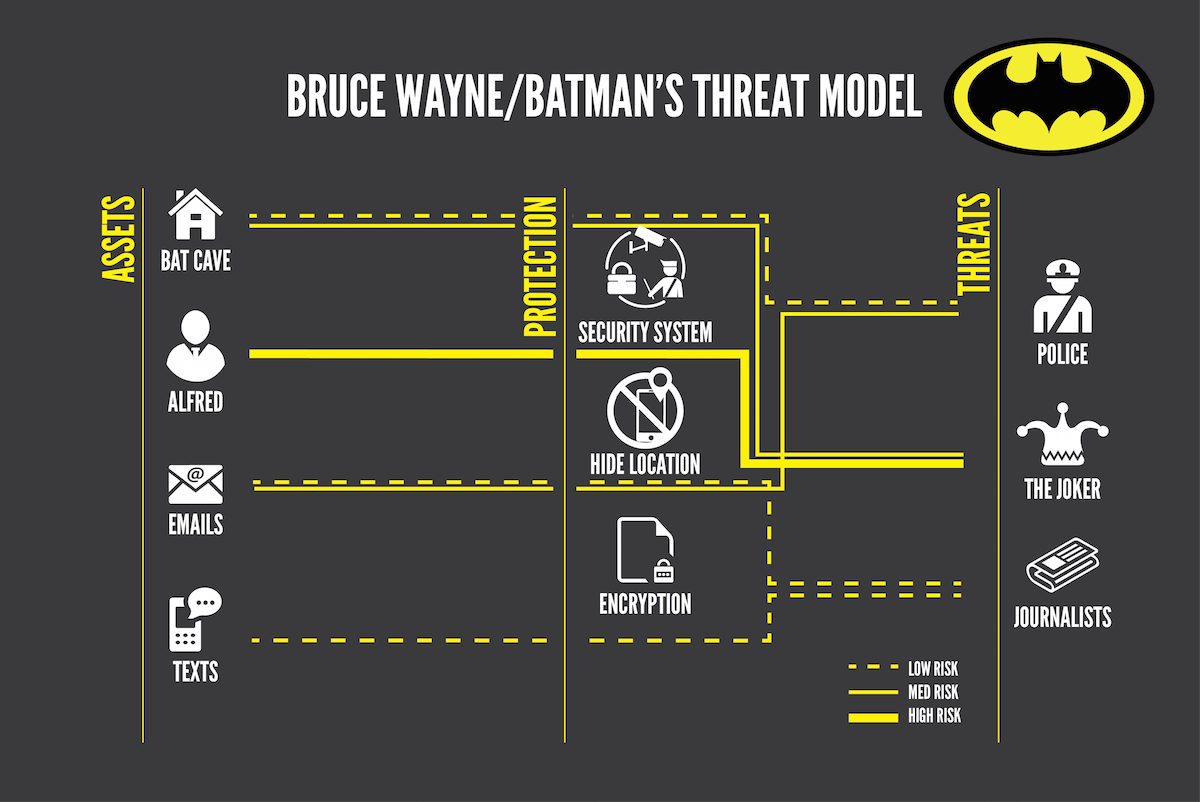 BRUCE WAYNE/BATMAN'S THREAT MODEL
ASSETS
BAT CAVE
ALFRED
EMAILS
TEXTS
PROTECTION
SECURITY SYSTEM
HIDE LOCATION
ENCRYPTION
THREATS
POLICE
THE JOKER
JOURNALISTS
LOW RISK
MED RISK
HIGH RISK